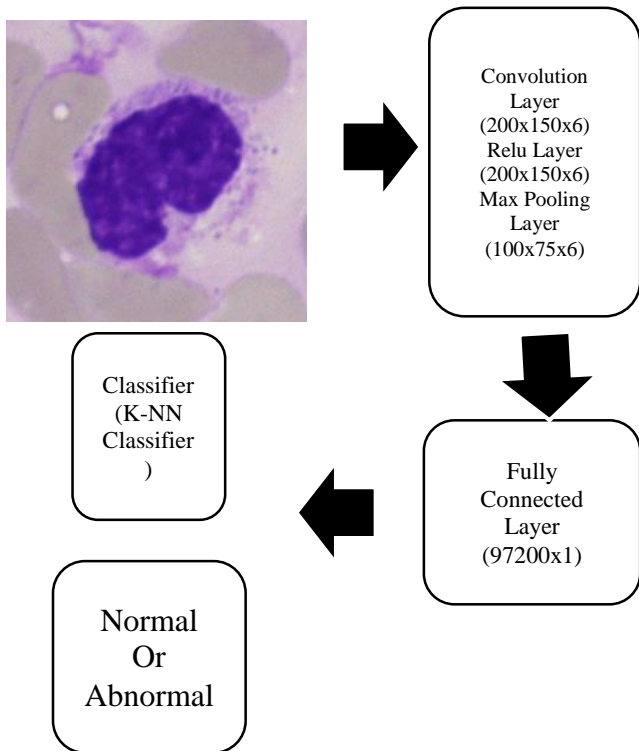 Convolution
Layer
(200x150x6)
Relu Layer
(200x150x6)
Max Pooling
Layer
(100x75x6)
Fully
Connected
Layer
(97200x1)
Classifier
(K-NN
Classifier
)
Normal
Or
Abnormal